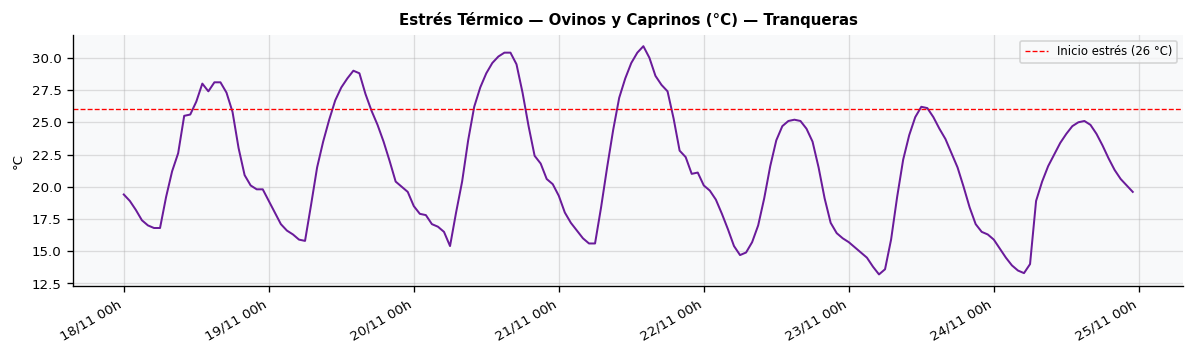 Estrés Térmico — Ovinos y Caprinos (°C) — Tranqueras
Inicio estrés (26 °C)
°C
30.0
27.5
25.0
22.5
20.0
17.5
15.0
12.5
18/11 00h
19/11 00h
20/11 00h
21/11 00h
22/11 00h
23/11 00h
24/11 00h
25/11 00h